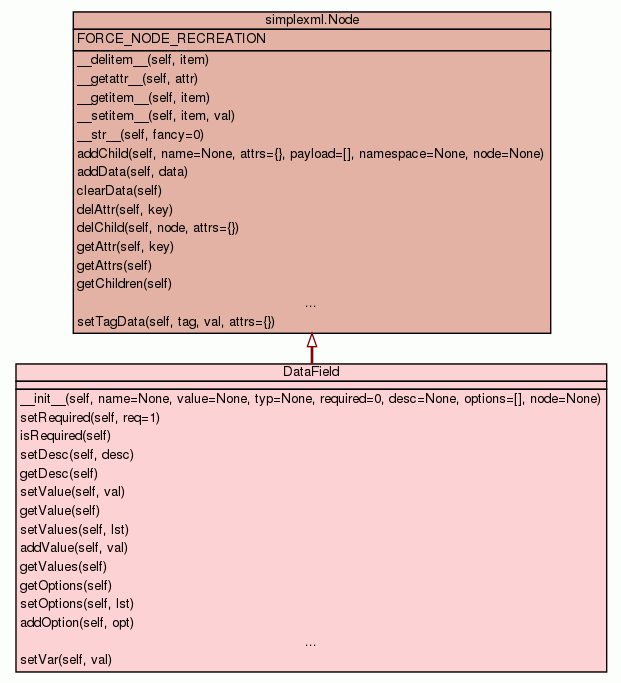 simplexml.Node
FORCE_NODE_RECREATION
__delitem__(self, item)
__getattr__(self, attr)
__getitem__(self, item)
__setitem__(self, item, val)
__str__(self, fancy=0)
addChild(self, name=None, attrs={}, payload=[], namespace=None, node=None)
addData(self, data)
clearData(self)
delAttr(self, key)
delChild(self, node, attrs={})
getAttr(self, key)
getAttrs(self)
getChildren(self)
...
setTagData(self, tag, val, attrs={})
DataField
__init__(self, name=None, value=None, typ=None, required=0, desc=None, options=[], node=None)
setRequired(self, req=1)
isRequired(self)
setDesc(self, desc)
getDesc(self)
setValue(self, val)
getValue(self)
setValues(self, lst)
addValue(self, val)
getValues(self)
getOptions(self)
setOptions(self, lst)
addOption(self, opt)
...
setVar(self, val)